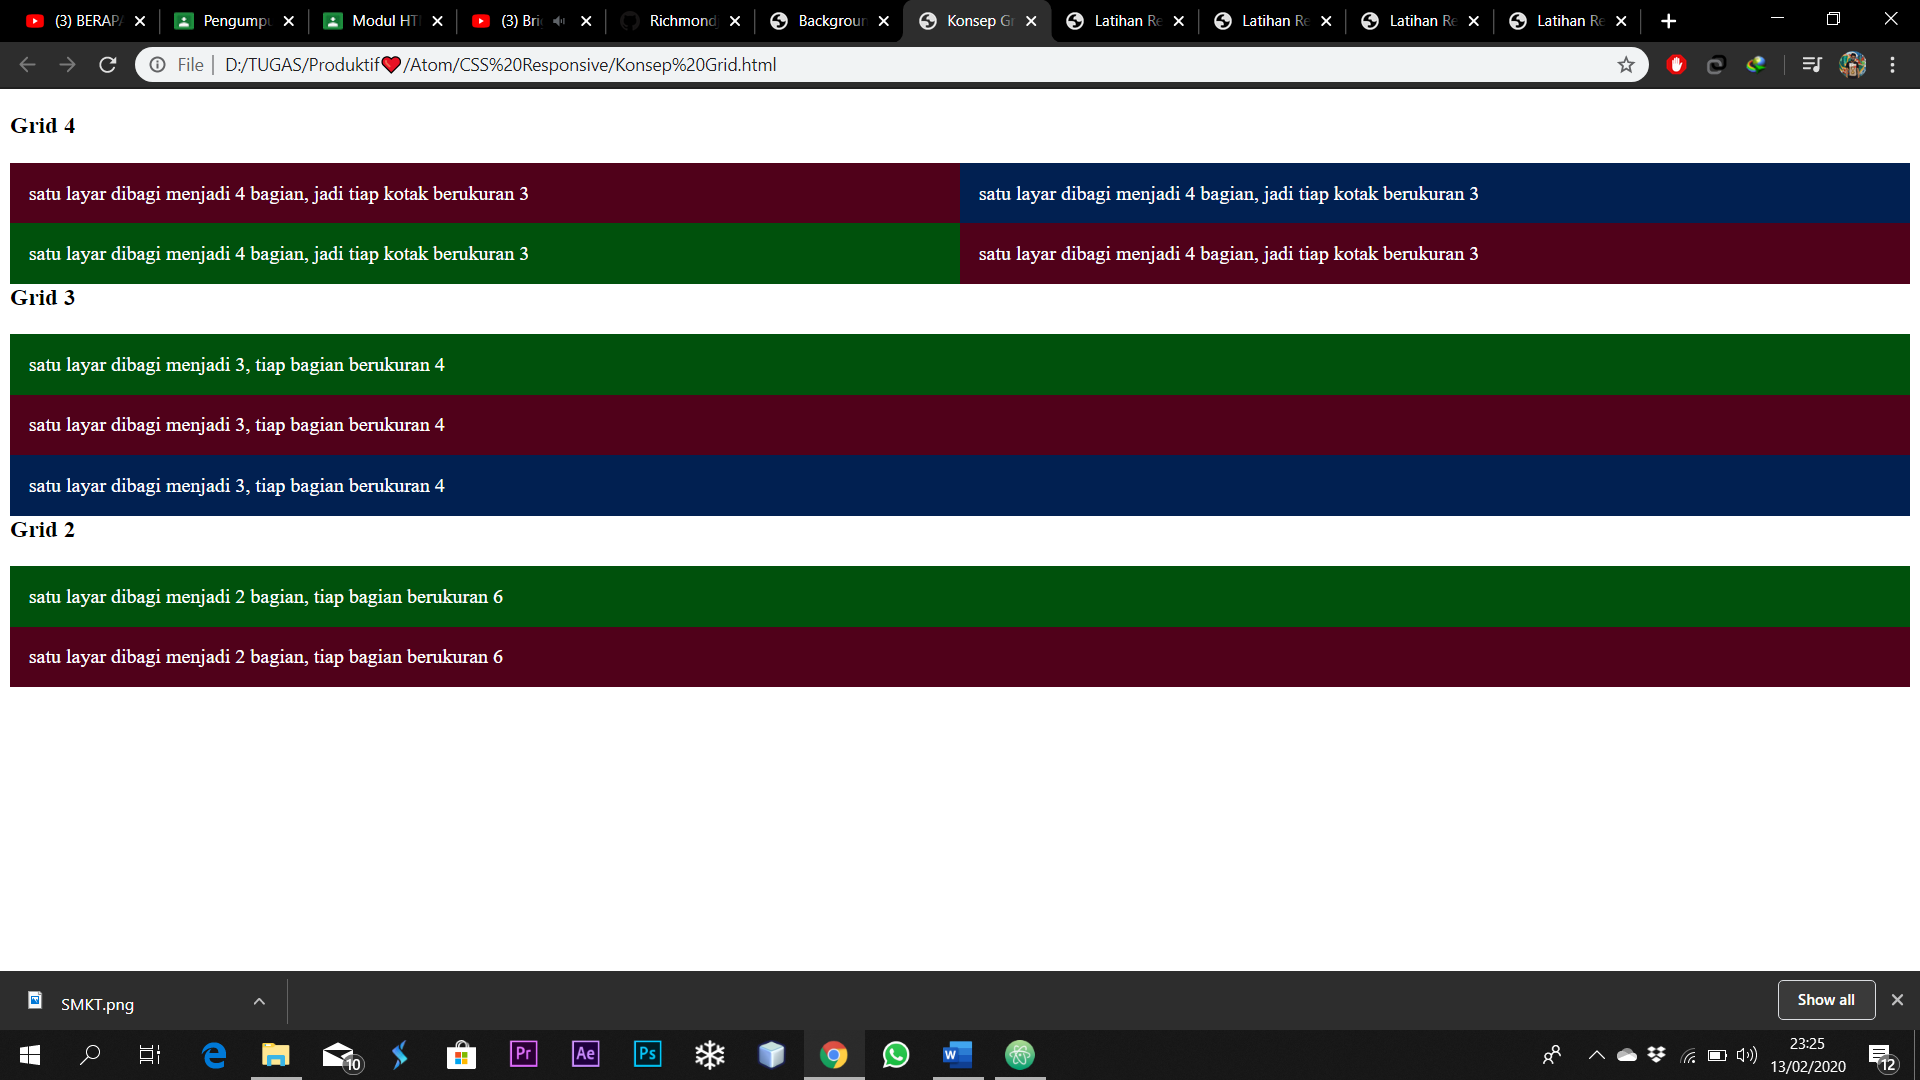 (3) BERAPA
Pengumpu
Modul HT
(3) Bri
Richmond
Backgroun
Konsep Gr
Latihan Re
Latihan Re
Latihan Re
Latihan Re
File | D:/TUGAS/Produktif❤/Atom/CSS%20Responsive/Konsep%20Grid.html
Grid 4
satu layar dibagi menjadi 4 bagian, jadi tiap kotak berukuran 3
satu layar dibagi menjadi 4 bagian, jadi tiap kotak berukuran 3
satu layar dibagi menjadi 4 bagian, jadi tiap kotak berukuran 3
satu layar dibagi menjadi 4 bagian, jadi tiap kotak berukuran 3
Grid 3
satu layar dibagi menjadi 3, tiap bagian berukuran 4
satu layar dibagi menjadi 3, tiap bagian berukuran 4
satu layar dibagi menjadi 3, tiap bagian berukuran 4
Grid 2
satu layar dibagi menjadi 2 bagian, tiap bagian berukuran 6
satu layar dibagi menjadi 2 bagian, tiap bagian berukuran 6
SMKT.png
Show all
10
Pr
Ae
Ps
W
23:25
13/02/2020
12